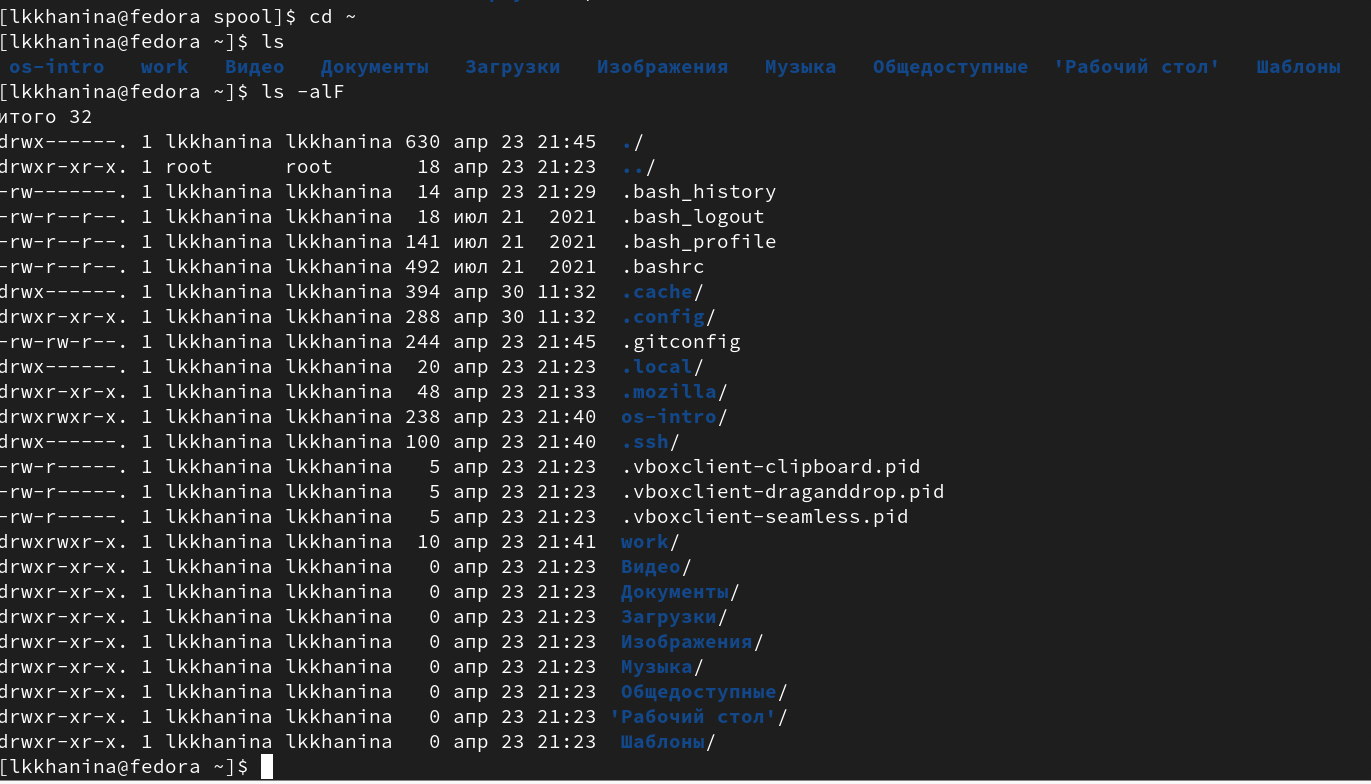 [lkkhanina@fedora spool]$ cd ~
[lkkhanina@fedora ~]$ ls
os-intro   work   Видео   Документы   Загрузки   Изображения   Музыка   Общедоступные  'Рабочий стол'   Шаблоны
[lkkhanina@fedora ~]$ ls -alF
итого 32
drwx------. 1 lkkhanina lkkhanina 630 апр 23 21:45  ./
drwxr-xr-x. 1 root      root       18 апр 23 21:23  ../
-rw-------. 1 lkkhanina lkkhanina  14 апр 23 21:29  .bash_history
-rw-r--r--. 1 lkkhanina lkkhanina  18 июл 21  2021  .bash_logout
-rw-r--r--. 1 lkkhanina lkkhanina 141 июл 21  2021  .bash_profile
-rw-r--r--. 1 lkkhanina lkkhanina 492 июл 21  2021  .bashrc
drwx------. 1 lkkhanina lkkhanina 394 апр 30 11:32  .cache/
drwxr-xr-x. 1 lkkhanina lkkhanina 288 апр 30 11:32  .config/
-rw-rw-r--. 1 lkkhanina lkkhanina 244 апр 23 21:45  .gitconfig
drwx------. 1 lkkhanina lkkhanina  20 апр 23 21:23  .local/
drwxr-xr-x. 1 lkkhanina lkkhanina  48 апр 23 21:33  .mozilla/
drwxrwxr-x. 1 lkkhanina lkkhanina 238 апр 23 21:40  os-intro/
drwx------. 1 lkkhanina lkkhanina 100 апр 23 21:40  .ssh/
-rw-r-----. 1 lkkhanina lkkhanina   5 апр 23 21:23  .vboxclient-clipboard.pid
-rw-r-----. 1 lkkhanina lkkhanina   5 апр 23 21:23  .vboxclient-draganddrop.pid
-rw-r-----. 1 lkkhanina lkkhanina   5 апр 23 21:23  .vboxclient-seamless.pid
drwxrwxr-x. 1 lkkhanina lkkhanina  10 апр 23 21:41  work/
drwxr-xr-x. 1 lkkhanina lkkhanina   0 апр 23 21:23  Видео/
drwxr-xr-x. 1 lkkhanina lkkhanina   0 апр 23 21:23  Документы/
drwxr-xr-x. 1 lkkhanina lkkhanina   0 апр 23 21:23  Загрузки/
drwxr-xr-x. 1 lkkhanina lkkhanina   0 апр 23 21:23  Изображения/
drwxr-xr-x. 1 lkkhanina lkkhanina   0 апр 23 21:23  Музыка/
drwxr-xr-x. 1 lkkhanina lkkhanina   0 апр 23 21:23  Общедоступные/
drwxr-xr-x. 1 lkkhanina lkkhanina   0 апр 23 21:23 'Рабочий стол'/
drwxr-xr-x. 1 lkkhanina lkkhanina   0 апр 23 21:23  Шаблоны/
[lkkhanina@fedora ~]$